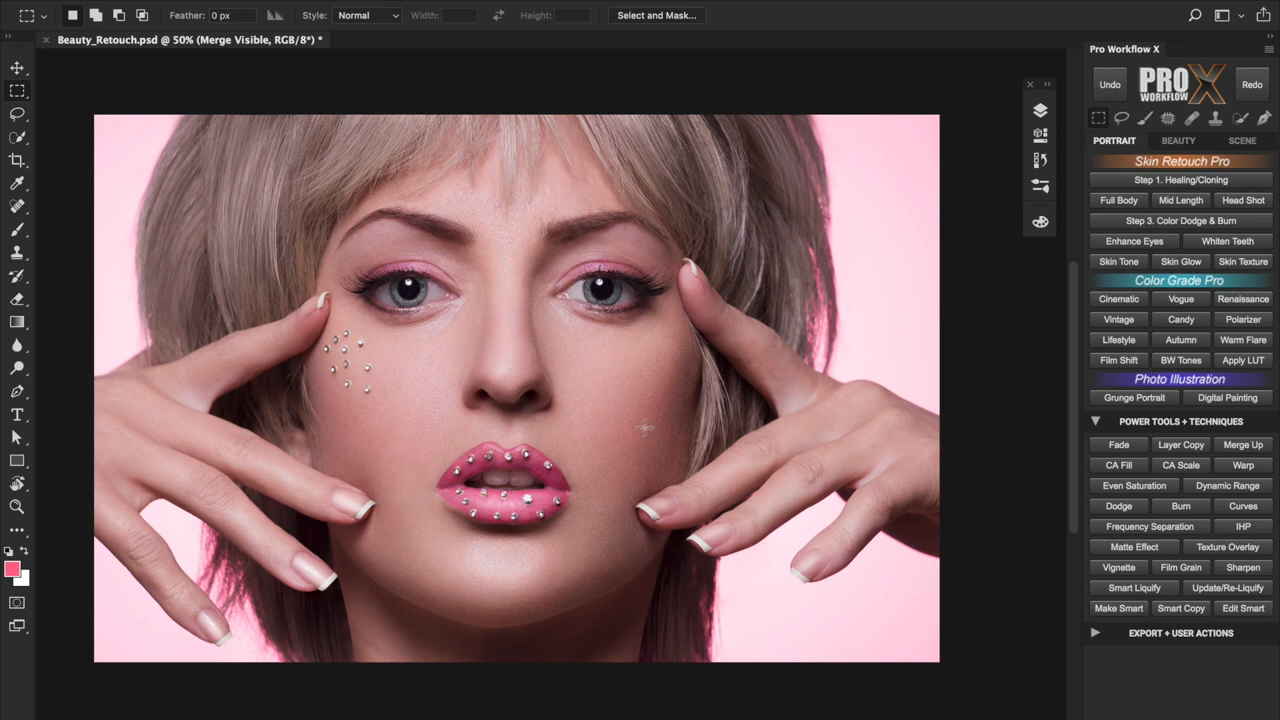 Feather: 0 px Style: Normal Width: Height: Select and Mask...
Beauty_Retouch.psd @ 50% (Merge Visible, RGB/8*) *
Pro Workflow X
Undo PRO WORKFLOW X Redo
PORTRAIT BEAUTY SCENE
Skin Retouch Pro
Step 1. Healing/Cloning
Full Body Mid Length Head Shot
Step 3. Color Dodge & Burn
Enhance Eyes Whiten Teeth
Skin Tone Skin Glow Skin Texture
Color Grade Pro
Cinematic Vogue Renaissance
Vintage Candy Polarizer
Lifestyle Autumn Warm Flare
Film Shift BW Tones Apply LUT
Photo Illustration
Grunge Portrait Digital Painting
POWER TOOLS + TECHNIQUES
Fade Layer Copy Merge Up
CA Fill CA Scale Warp
Even Saturation Dynamic Range
Dodge Burn Curves
Frequency Separation IHP
Matte Effect Texture Overlay
Vignette Film Grain Sharpen
Smart Liquify Update/Re-Liquify
Make Smart Smart Copy Edit Smart
EXPORT + USER ACTIONS